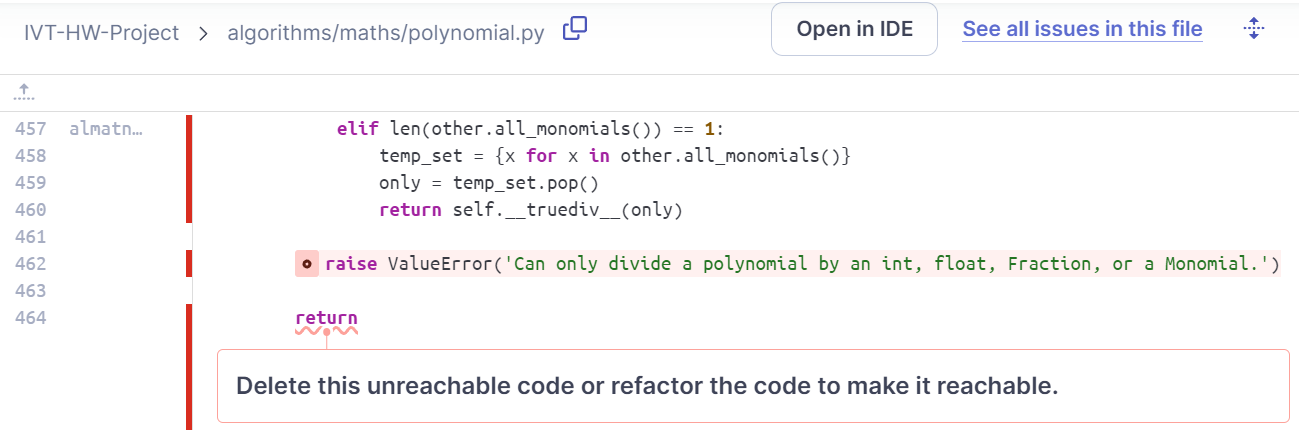 IVT-HW-Project > algorithms/maths/polynomial.py Open in IDE See all issues in this file
457 almatn… elif len(other.all_monomials()) == 1:
458 temp_set = {x for x in other.all_monomials()}
459 only = temp_set.pop()
460 return self.__truediv__(only)
461
462 raise ValueError('Can only divide a polynomial by an int, float, Fraction, or a Monomial.')
463
464 return
Delete this unreachable code or refactor the code to make it reachable.